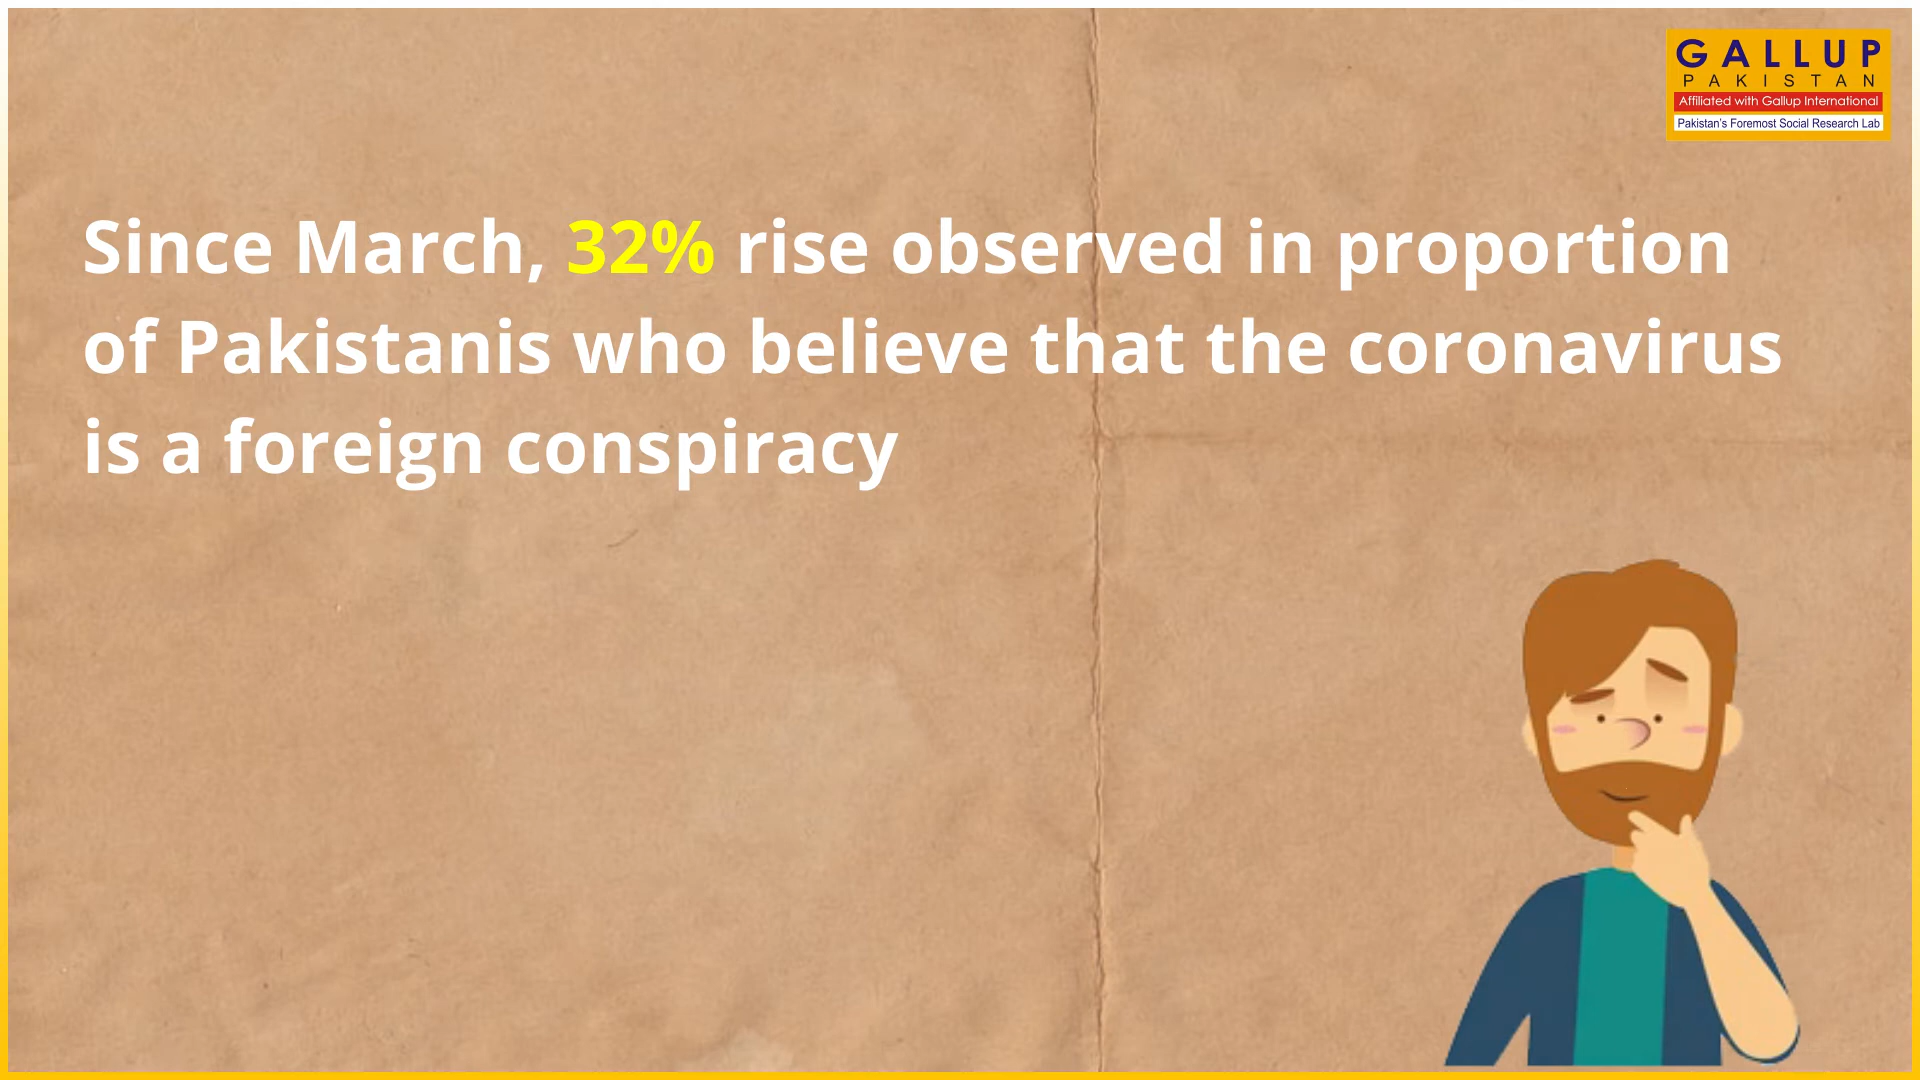 GALLUP
PAKISTAN
Affiliated with Gallup International
Pakistan's Foremost Social Research Lab
Since March, 32% rise observed in proportion
of Pakistanis who believe that the coronavirus
is a foreign conspiracy